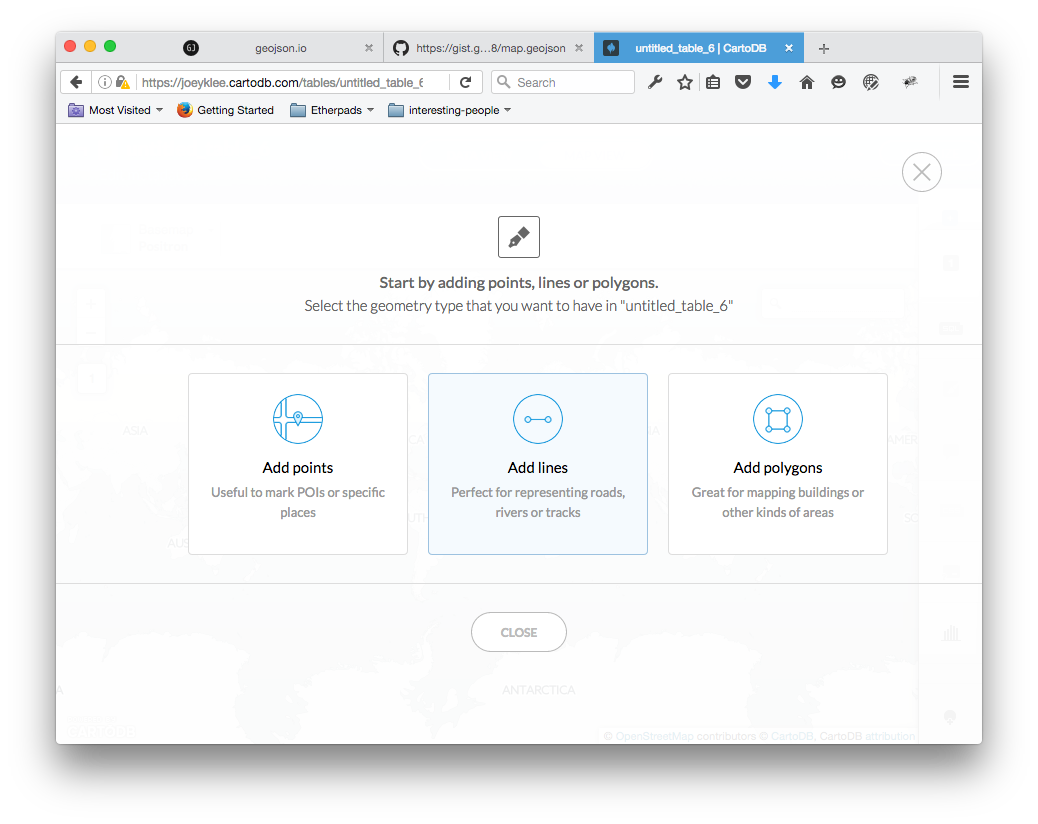 GJ
geojson.io
https://gist.g…8/map.geojson
untitled_table_6 | CartoDB
https://joeyklee.cartodb.com/tables/untitled_table_6
Search
Most Visited
Getting Started
Etherpads
interesting-people
Start by adding points, lines or polygons.
Select the geometry type that you want to have in "untitled_table_6"
Add points
Useful to mark POIs or specific
places
Add lines
Perfect for representing roads,
rivers or tracks
Add polygons
Great for mapping buildings or
other kinds of areas
ASIA
CLOSE
ANTARCTICA
© OpenStreetMap contributors © CartoDB, CartoDB attribution